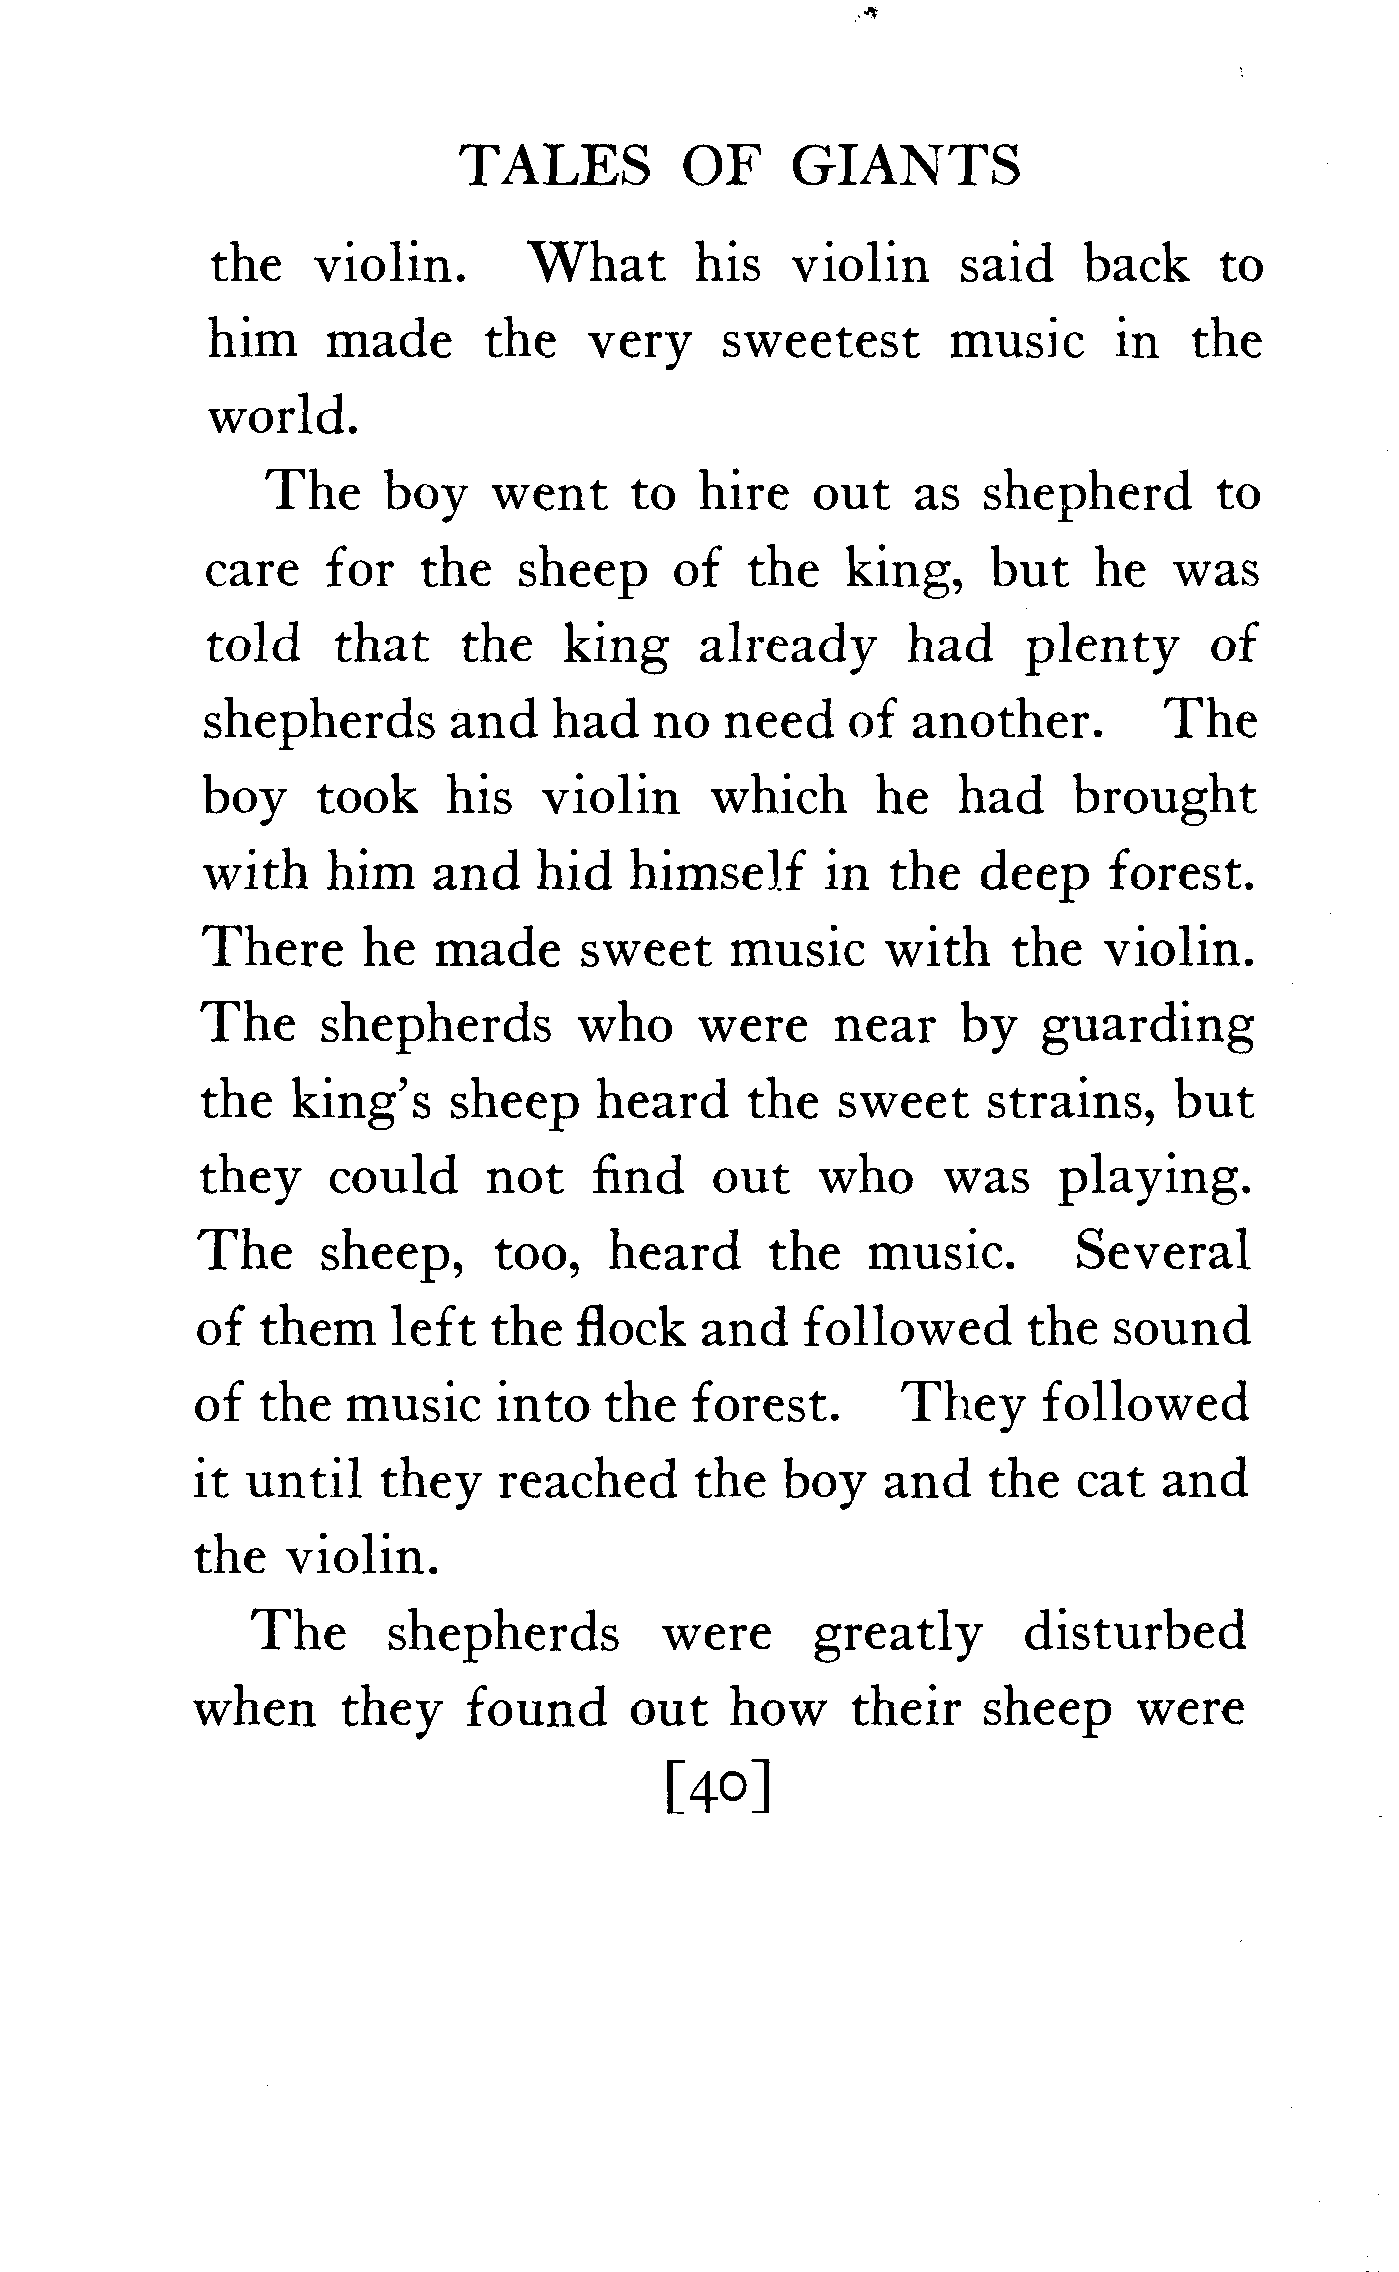 TALES OF GIANTS
the violin. What his violin said back to
him made the very sweetest music in the
world.
The boy went to hire out as shepherd to
care for the sheep of the king, but he was
told that the king already had plenty of
shepherds and had no need of another. The
boy took his violin which he had brought
with him and hid himself in the deep forest.
There he made sweet music with the violin.
The shepherds who were near by guarding
the king's sheep heard the sweet strains, but
they could not find out who was playing.
The sheep, too, heard the music. Several
of them left the flock and followed the sound
of the music into the forest. They followed
it until they reached the boy and the cat and
the violin.
The shepherds were greatly disturbed
when they found out how their sheep were
[40]